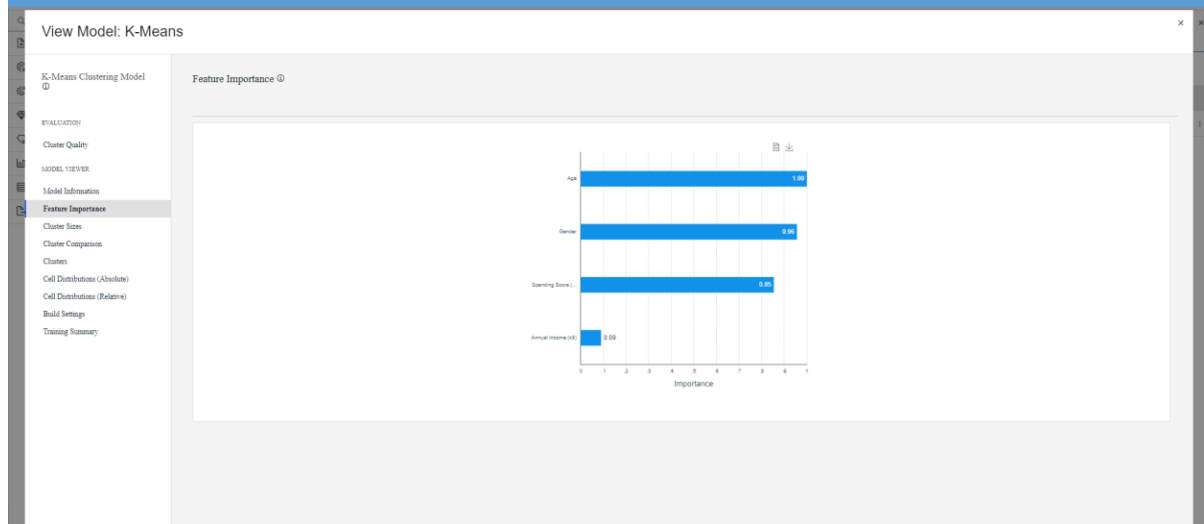 View Model: K-Means
K-Means Clustering Model
EVALUATION
Cluster Quality
MODEL VIEWER
Model Information
Feature Importance
Cluster Sizes
Cluster Comparison
Clusters
Cell Distributions (Absolute)
Cell Distributions (Relative)
Build Settings
Training Summary
Feature Importance
Age
1.00
Gender
0.96
Spending Score (...
0.85
Annual Income (k$)
0.09
0 .1 .2 .3 .4 .5 .6 .7 .8 .9 1
Importance